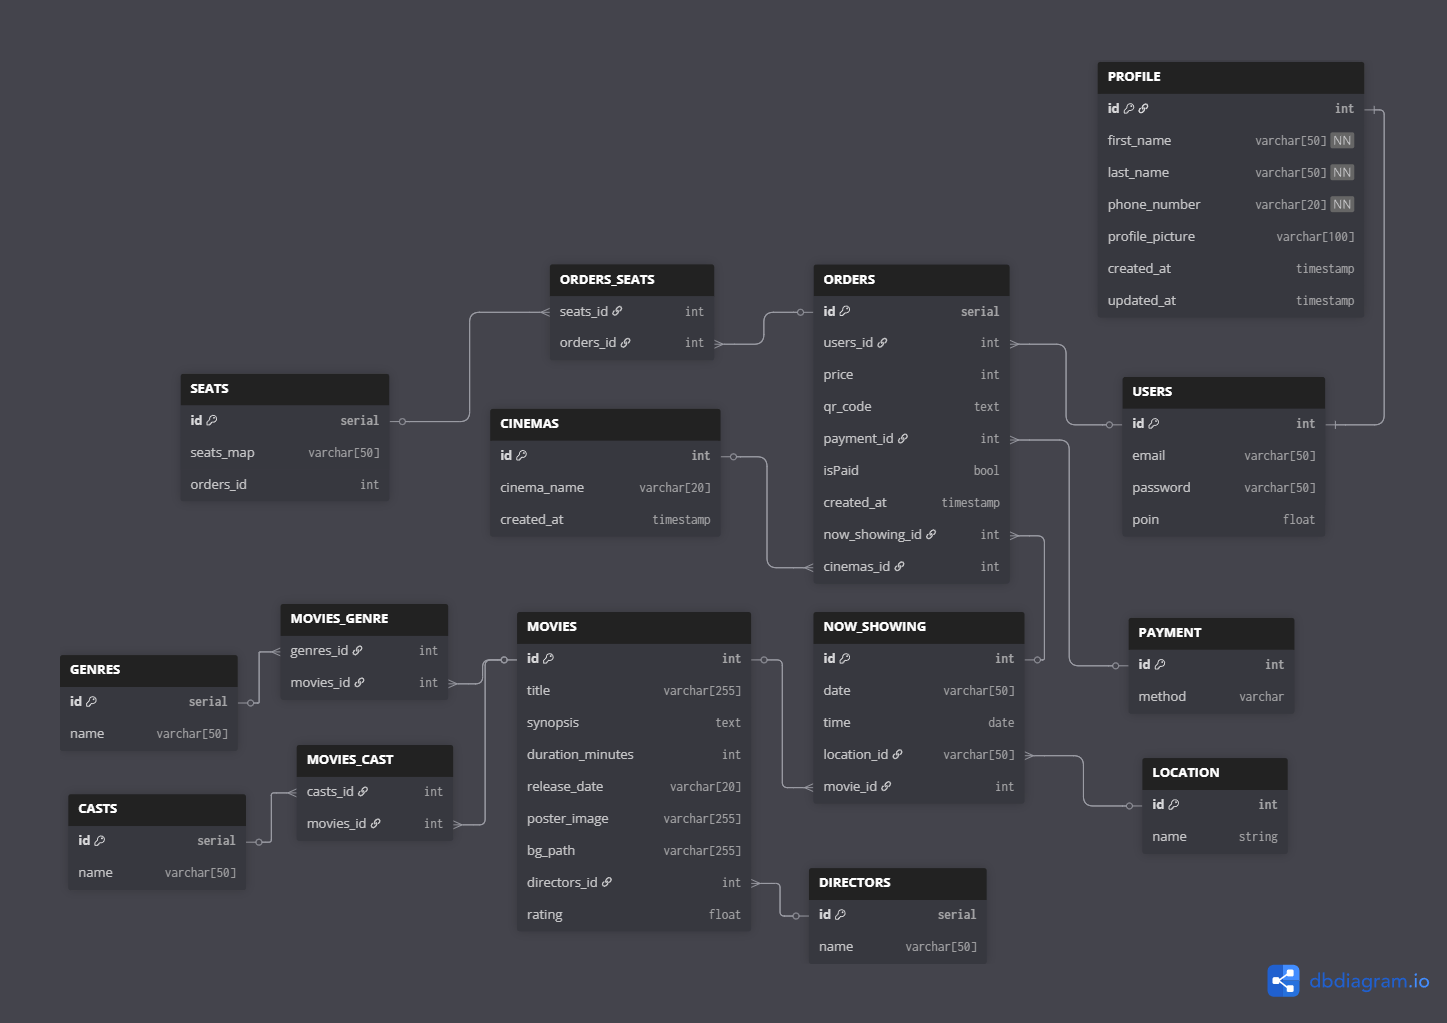 PROFILE
id int
first_name varchar[50] NN
last_name varchar[50] NN
phone_number varchar[20] NN
profile_picture varchar[100]
created_at timestamp
updated_at timestamp
ORDERS_SEATS
seats_id int
orders_id int
ORDERS
id serial
users_id int
price int
qr_code text
payment_id int
isPaid bool
created_at timestamp
now_showing_id int
cinemas_id int
SEATS
id serial
seats_map varchar[50]
orders_id int
CINEMAS
id int
cinema_name varchar[20]
created_at timestamp
USERS
id int
email varchar[50]
password varchar[50]
poin float
MOVIES_GENRE
genres_id int
movies_id int
GENRES
id serial
name varchar[50]
MOVIES
id int
title varchar[255]
synopsis text
duration_minutes int
release_date varchar[20]
poster_image varchar[255]
bg_path varchar[255]
directors_id int
rating float
NOW_SHOWING
id int
date varchar[50]
time date
location_id varchar[50]
movie_id int
PAYMENT
id int
method varchar
MOVIES_CAST
casts_id int
movies_id int
CASTS
id serial
name varchar[50]
LOCATION
id int
name string
DIRECTORS
id serial
name varchar[50]
dbdiagram.io